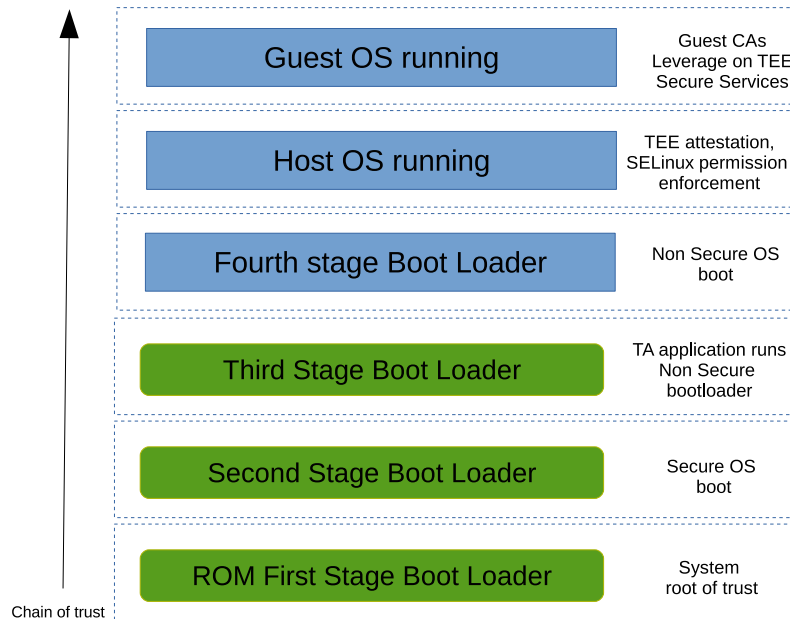 Guest OS running
Guest CAs
Leverage on TEE
Secure Services
Host OS running
TEE attestation,
SELinux permission
enforcement
Fourth stage Boot Loader
Non Secure OS
boot
Third Stage Boot Loader
TA application runs
Non Secure
bootloader
Second Stage Boot Loader
Secure OS
boot
ROM First Stage Boot Loader
System
root of trust
Chain of trust